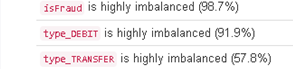 isFraud is highly imbalanced (98.7%)
type_DEBIT is highly imbalanced (91.9%)
type_TRANSFER is highly imbalanced (57.8%)